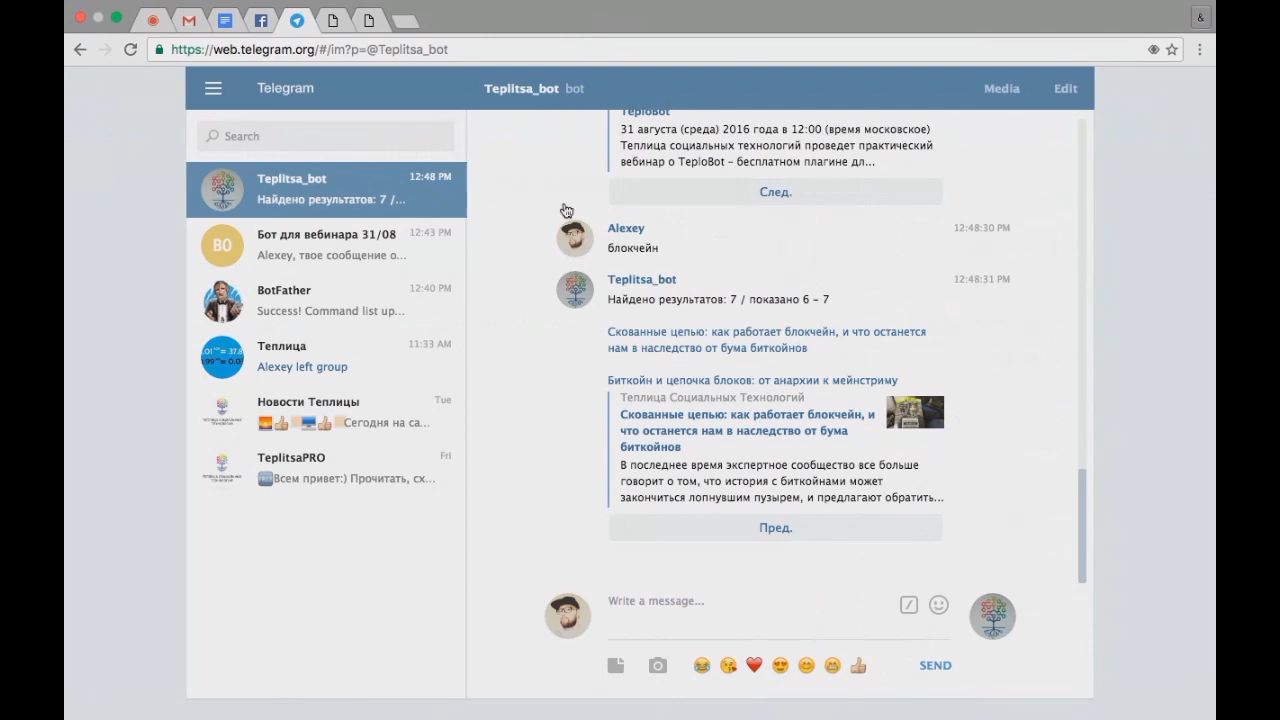 &
https://web.telegram.org/#/im?p=@Teplitsa_bot
Telegram
Teplitsa_bot bot
Media
Edit
Search
Teplitsa_bot 12:48 PM
Найдено результатов: 7 /...
Бот для вебинара 31/08 12:43 PM
Alexey, твое сообщение о...
BO
BotFather 12:40 PM
Success! Command list up...
Теплица 11:33 AM
Alexey left group
Новости Теплицы Tue
Сегодня на са...
TeplitsaPRO Fri
Всем привет:) Прочитать, сх...
TeploBot
31 августа (среда) 2016 года в 12:00 (время московское)
Теплица социальных технологий проведет практический
вебинар о TeploBot – бесплатном плагине дл...
След.
Alexey 12:48:30 PM
блокчейн
Teplitsa_bot 12:48:31 PM
Найдено результатов: 7 / показано 6 – 7
Скованные цепью: как работает блокчейн, и что останется
нам в наследство от бума биткойнов
Биткойн и цепочка блоков: от анархии к мейнстриму
Теплица Социальных Технологий
Скованные цепью: как работает блокчейн, и
что останется нам в наследство от бума
биткойнов
В последнее время экспертное сообщество все больше
говорит о том, что история с биткойнами может
закончиться лопнувшим пузырем, и предлагают обратить...
Пред.
Write a message...
SEND